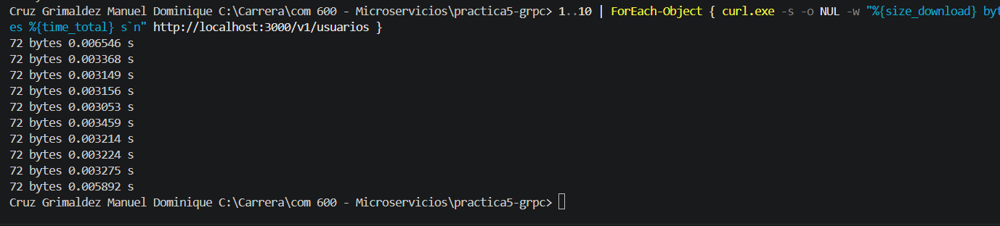 Cruz Grimaldez Manuel Dominique C:\Carrera\com 600 - Microservicios\practica5-grpc> 1..10 | ForEach-Object { curl.exe -s -o NUL -w "%{size_download} byt
es %{time_total} s`n" http://localhost:3000/v1/usuarios }
72 bytes 0.006546 s
72 bytes 0.003368 s
72 bytes 0.003149 s
72 bytes 0.003156 s
72 bytes 0.003053 s
72 bytes 0.003459 s
72 bytes 0.003214 s
72 bytes 0.003224 s
72 bytes 0.003275 s
72 bytes 0.005892 s
Cruz Grimaldez Manuel Dominique C:\Carrera\com 600 - Microservicios\practica5-grpc>